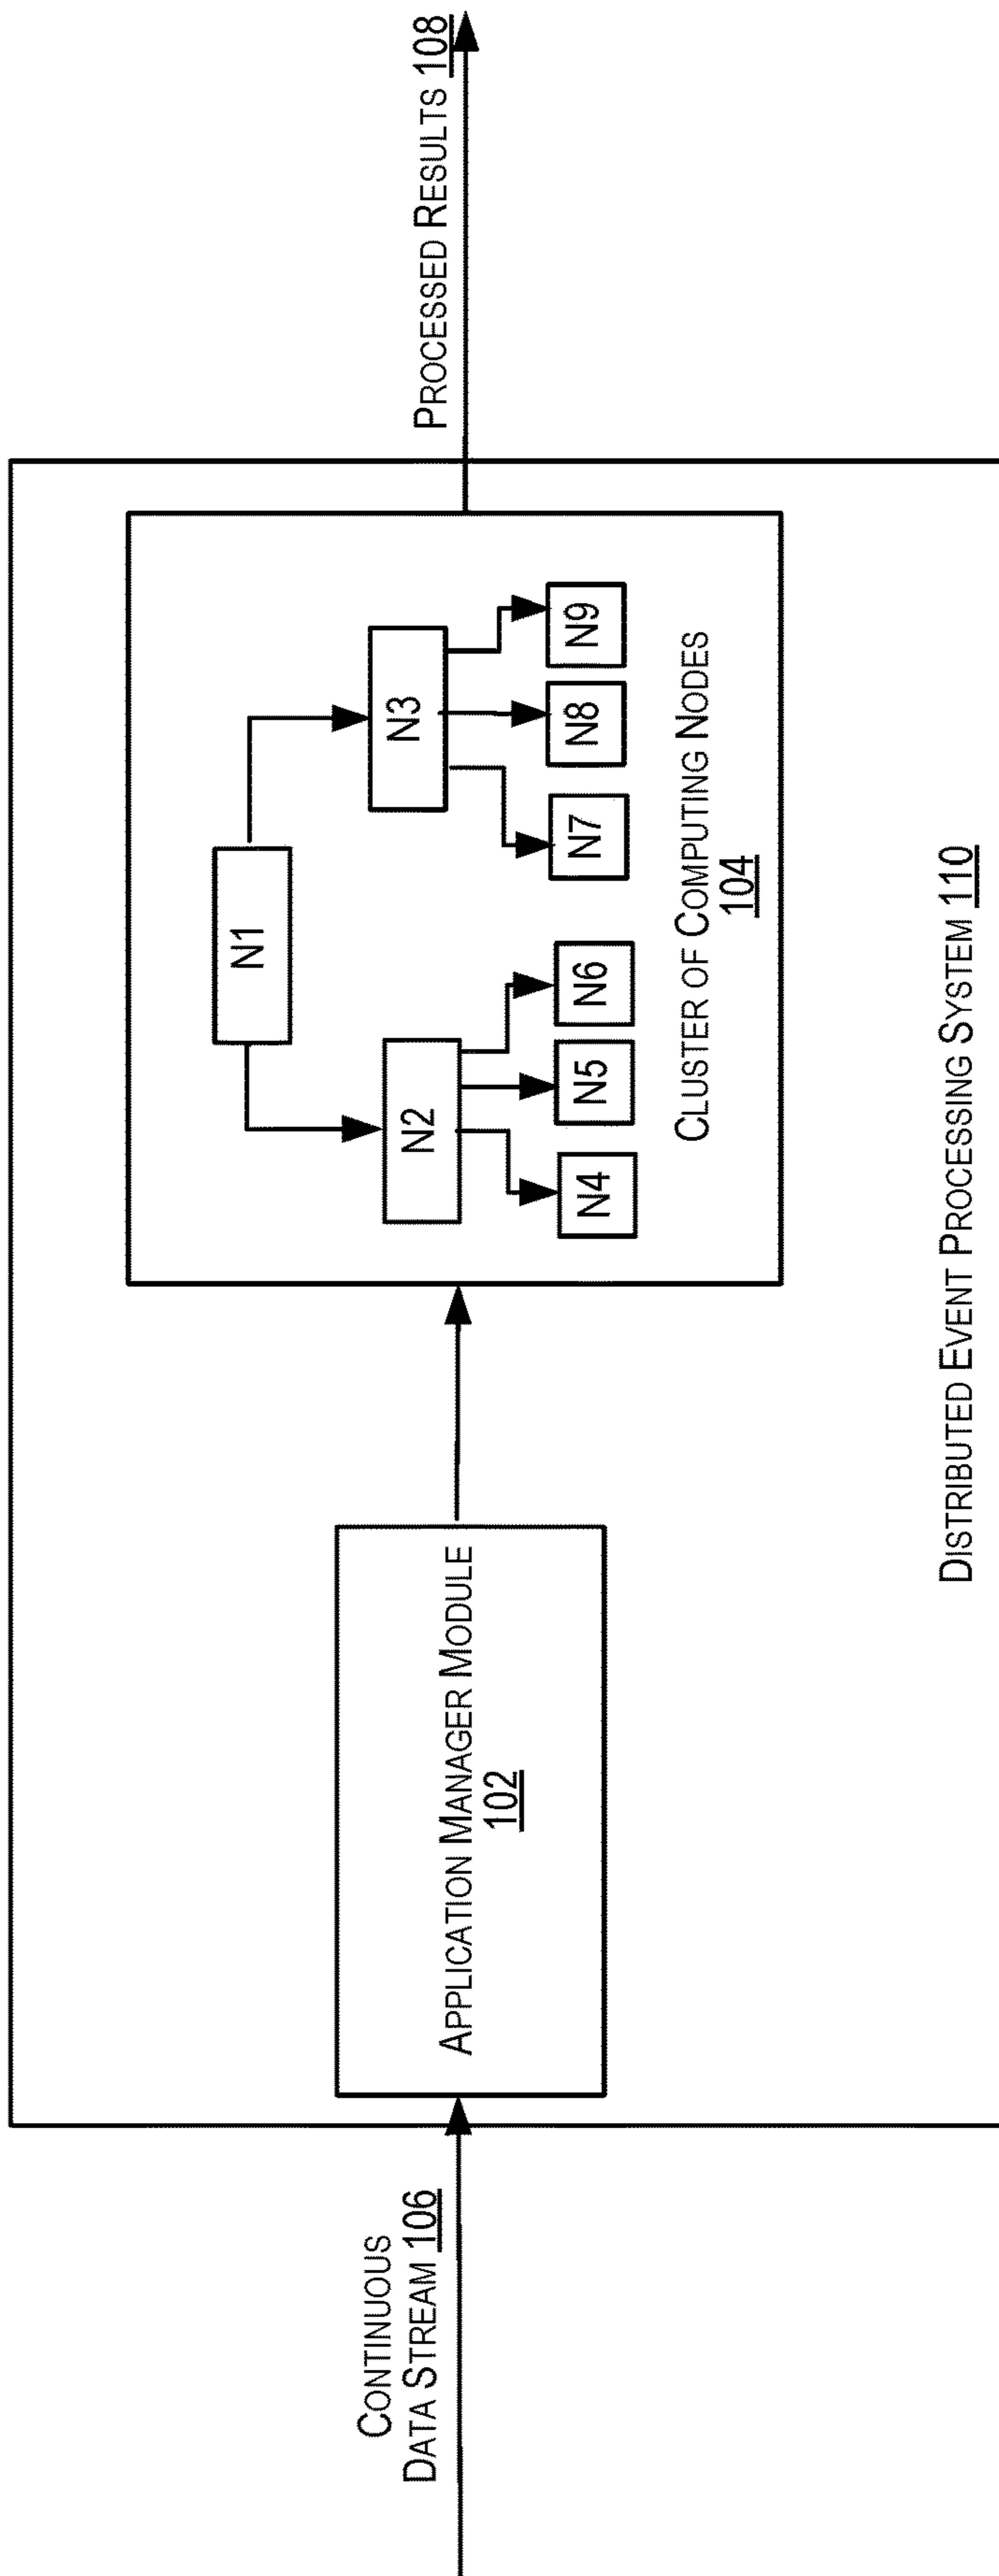 CONTINUOUS
DATA STREAM 106
APPLICATION MANAGER MODULE
102
N1
N2
N3
N4
N5
N6
N7
N8
N9
CLUSTER OF COMPUTING NODES
104
PROCESSED RESULTS 108
DISTRIBUTED EVENT PROCESSING SYSTEM 110